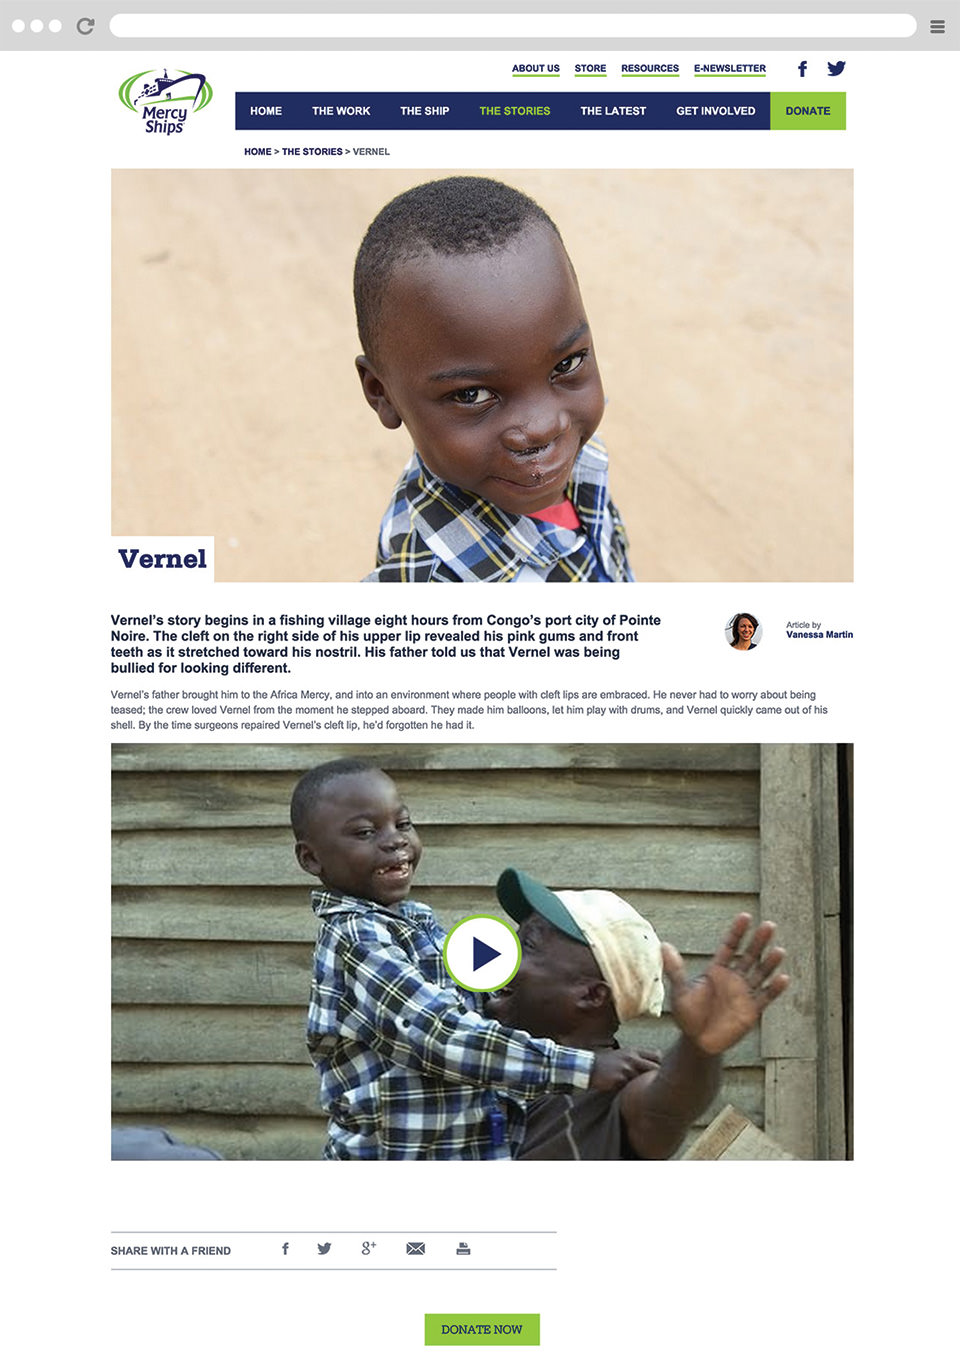 ABOUT US STORE RESOURCES E-NEWSLETTER
Mercy
Ships
HOME THE WORK THE SHIP THE STORIES THE LATEST GET INVOLVED DONATE
HOME > THE STORIES > VERNEL
Vernel
Vernel's story begins in a fishing village eight hours from Congo's port city of Pointe
Noire. The cleft on the right side of his upper lip revealed his pink gums and front
teeth as it stretched toward his nostril. His father told us that Vernel was being
bullied for looking different.
Article by
Vanessa Martin
Vernel's father brought him to the Africa Mercy, and into an environment where people with cleft lips are embraced. He never had to worry about being
teased; the crew loved Vernel from the moment he stepped aboard. They made him balloons, let him play with drums, and Vernel quickly came out of his
shell. By the time surgeons repaired Vernel's cleft lip, he'd forgotten he had it.
SHARE WITH A FRIEND
DONATE NOW